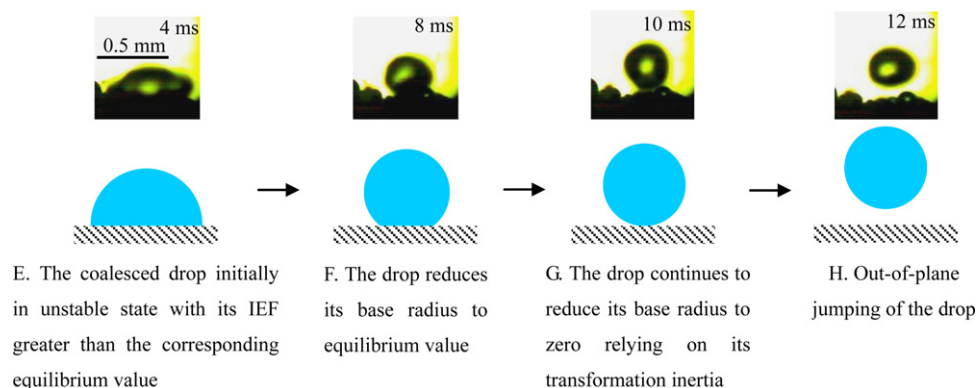 4 ms
0.5 mm
8 ms
10 ms
12 ms
E. The coalesced drop initially
in unstable state with its IEF
greater than the corresponding
equilibrium value
F. The drop reduces
its base radius to
equilibrium value
G. The drop continues to
reduce its base radius to
zero relying on its
transformation inertia
H. Out-of-plane
jumping of the drop